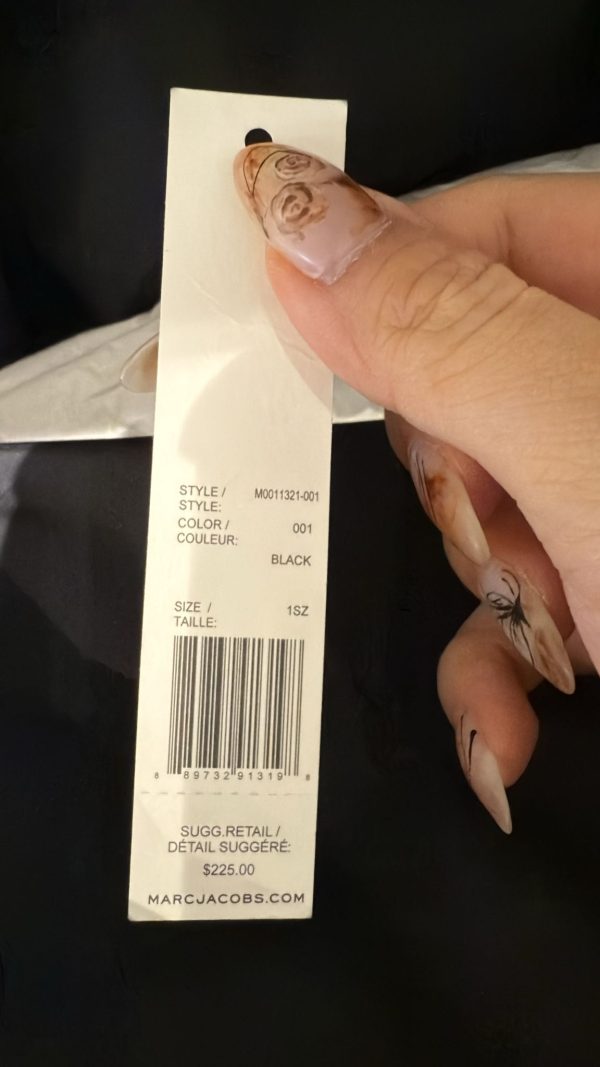 STYLE / M0011321-001
STYLE:
COLOR / 001
COULEUR:
BLACK
SIZE / 1SZ
TAILLE:
8 89732 91319 8
SUGG.RETAIL /
DÉTAIL SUGGÉRÉ:
$225.00
MARCJACOBS.COM